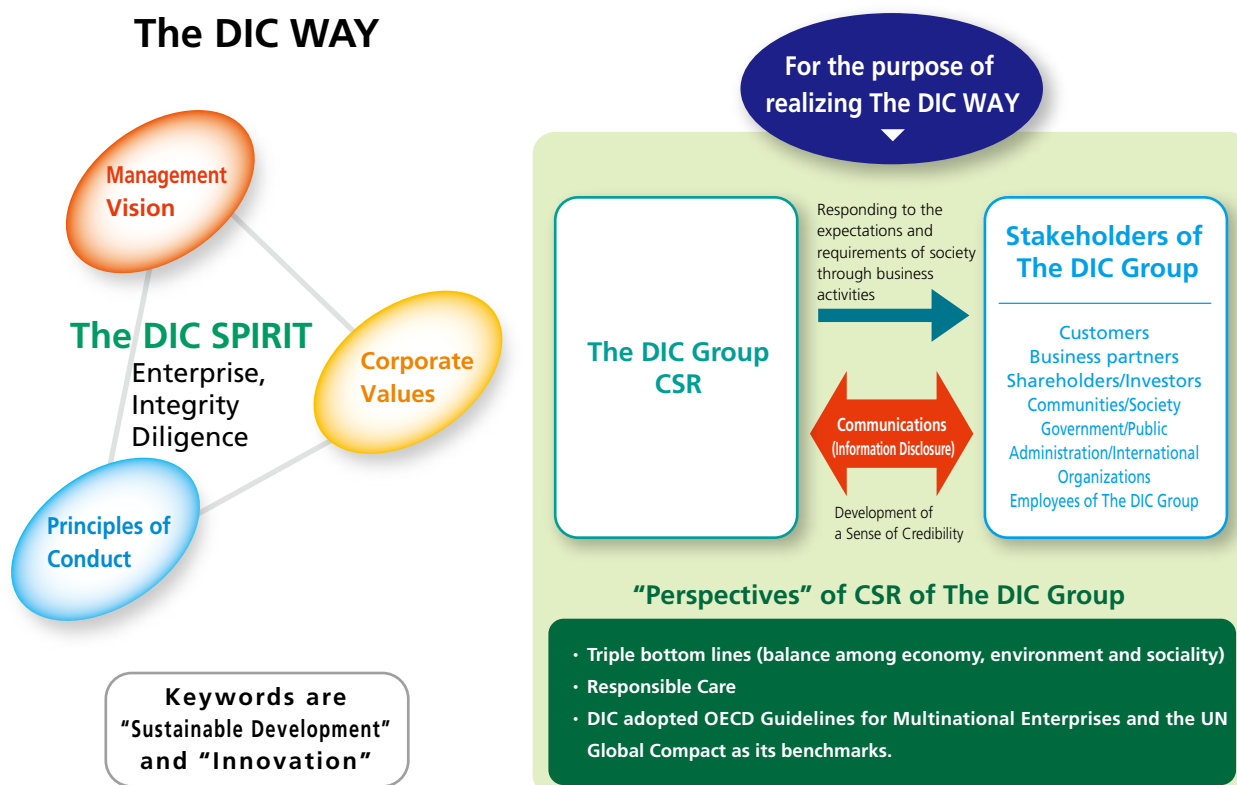 The DIC WAY
Management
Vision
The DIC SPIRIT
Enterprise,
Integrity
Diligence
Corporate
Values
Principles of
Conduct
Keywords are
“Sustainable Development”
and “Innovation”
For the purpose of
realizing The DIC WAY
The DIC Group
CSR
Responding to the
expectations and
requirements of society
through business
activities
Communications
(Information Disclosure)
Development of
a Sense of Credibility
Stakeholders of
The DIC Group
Customers
Business partners
Shareholders/Investors
Communities/Society
Government/Public
Administration/International
Organizations
Employees of The DIC Group
“Perspectives” of CSR of The DIC Group
・Triple bottom lines (balance among economy, environment and sociality)
・Responsible Care
・DIC adopted OECD Guidelines for Multinational Enterprises and the UN
Global Compact as its benchmarks.